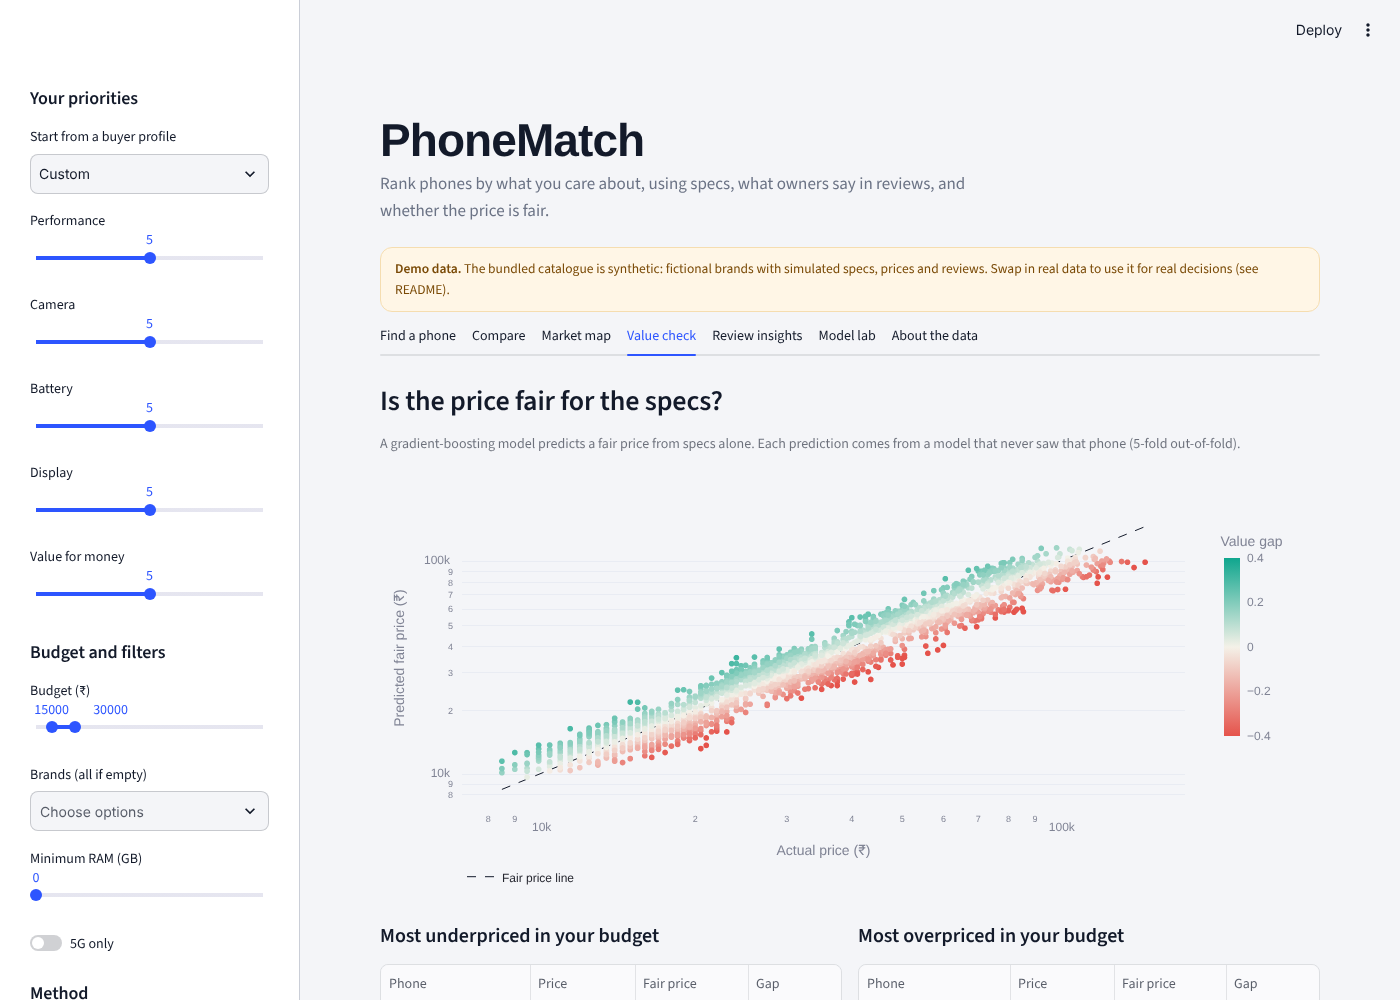 Deploy
Your priorities
Start from a buyer profile
Custom
Performance
5
Camera
5
Battery
5
Display
5
Value for money
5
Budget and filters
Budget (₹)
15000 30000
Brands (all if empty)
Choose options
Minimum RAM (GB)
0
5G only
Method
PhoneMatch
Rank phones by what you care about, using specs, what owners say in reviews, and
whether the price is fair.
Demo data. The bundled catalogue is synthetic: fictional brands with simulated specs, prices and reviews. Swap in real data to use it for real decisions (see
README).
Find a phone Compare Market map Value check Review insights Model lab About the data
Is the price fair for the specs?
A gradient-boosting model predicts a fair price from specs alone. Each prediction comes from a model that never saw that phone (5-fold out-of-fold).
Predicted fair price (₹)
100k
9
8
7
6
5
4
3
2
10k
9
8
8 9 10k 2 3 4 5 6 7 8 9 100k
Actual price (₹)
Fair price line
Value gap
0.4
0.2
0
−0.2
−0.4
Most underpriced in your budget
Phone Price Fair price Gap
Most overpriced in your budget
Phone Price Fair price Gap